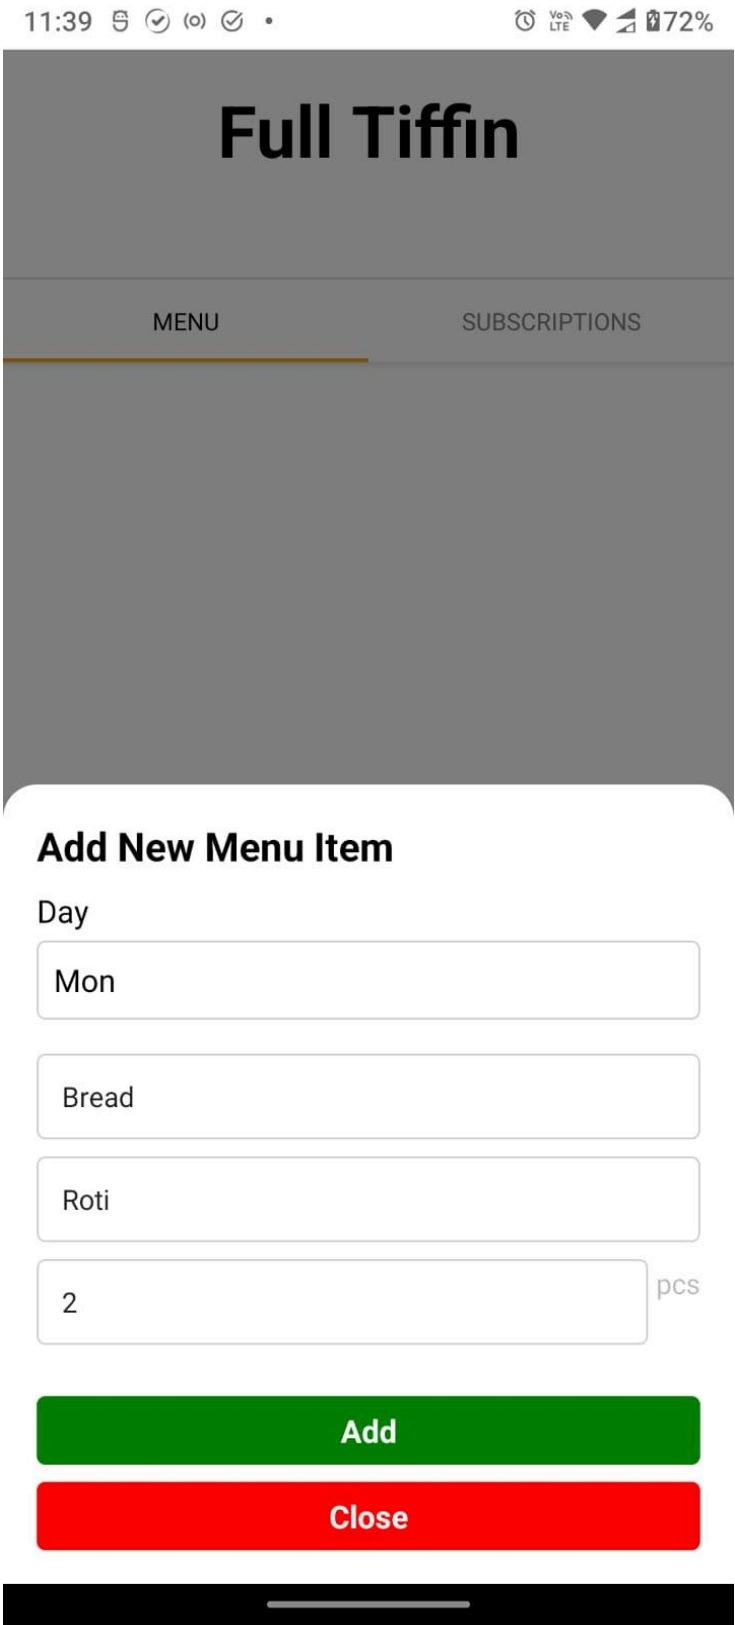 11:39 72%
Full Tiffin
MENU SUBSCRIPTIONS
Add New Menu Item
Day
Mon
Bread
Roti
2 pcs
Add
Close